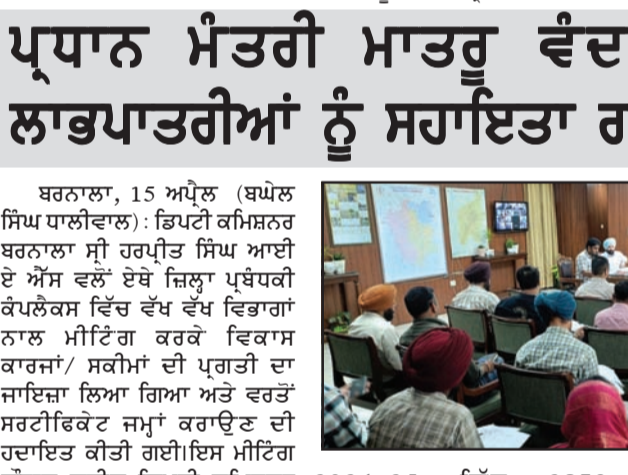 ਪ੍ਰਧਾਨ ਮੰਤਰੀ ਮਾਤਰੂ ਵੰਦ
ਲਾਭਪਾਤਰੀਆਂ ਨੂੰ ਸਹਾਇਤਾ ਰ
ਬਰਨਾਲਾ, 15 ਅਪ੍ਰੈਲ (ਬਘੇਲ
ਸਿੰਘ ਧਾਲੀਵਾਲ): ਡਿਪਟੀ ਕਮਿਸ਼ਨਰ
ਬਰਨਾਲਾ ਸ੍ਰੀ ਹਰਪ੍ਰੀਤ ਸਿੰਘ ਆਈ
ਏ ਐੱਸ ਵਲੋਂ ਏਥੇ ਜ਼ਿਲ੍ਹਾ ਪ੍ਰਬੰਧਕੀ
ਕੰਪਲੈਕਸ ਵਿੱਚ ਵੱਖ ਵੱਖ ਵਿਭਾਗਾਂ
ਨਾਲ ਮੀਟਿੰਗ ਕਰਕੇ ਵਿਕਾਸ
ਕਾਰਜਾਂ/ ਸਕੀਮਾਂ ਦੀ ਪ੍ਰਗਤੀ ਦਾ
ਜਾਇਜ਼ਾ ਲਿਆ ਗਿਆ ਅਤੇ ਵਰਤੋਂ
ਸਰਟੀਫਿਕੇਟ ਜਮ੍ਹਾਂ ਕਰਾਉਣ ਦੀ
ਹਦਾਇਤ ਕੀਤੀ ਗਈ।ਇਸ ਮੀਟਿੰਗ